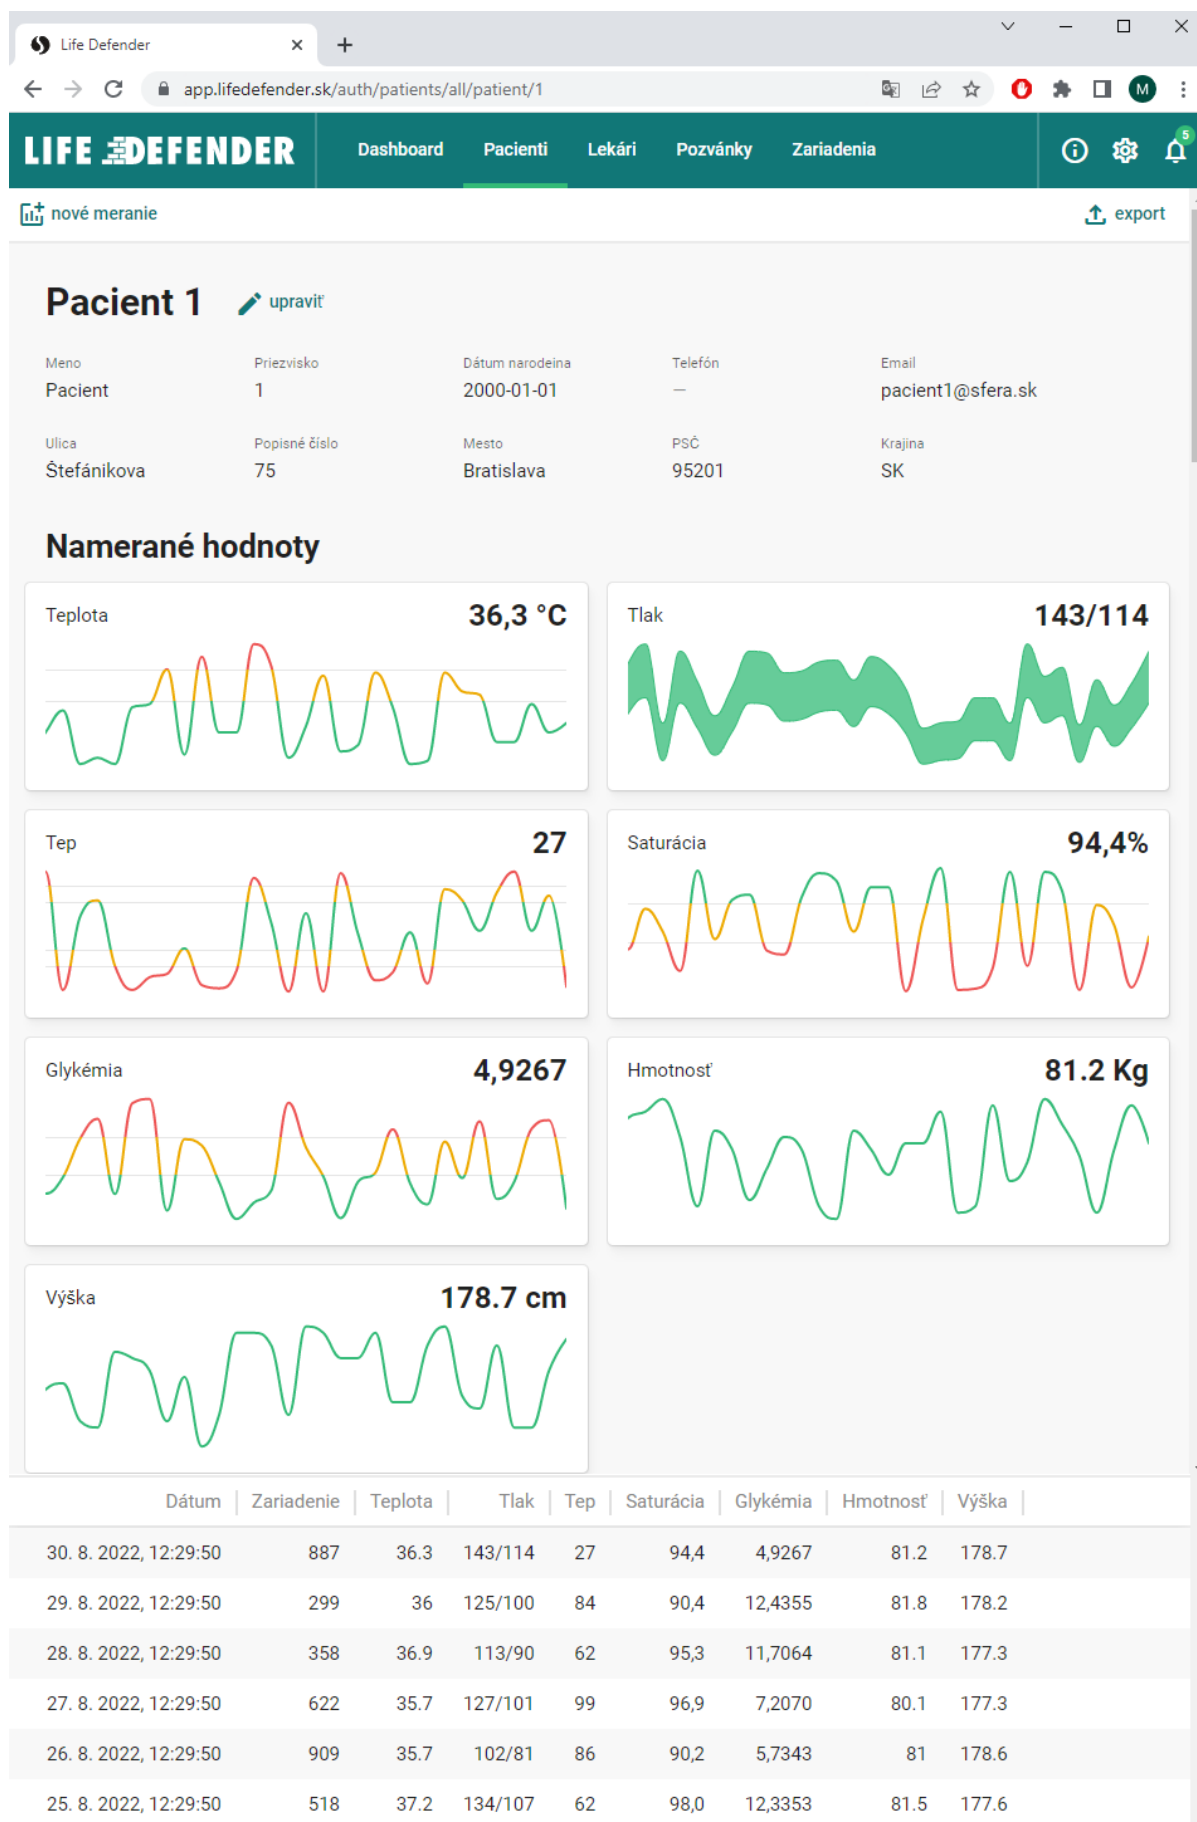 Life Defender
app.lifedefender.sk/auth/patients/all/patient/1
M
LIFE DEFENDER Dashboard Pacienti Lekári Pozvánky Zariadenia 5
nové meranie export
Pacient 1 upraviť
Meno Priezvisko Dátum narodeina Telefón Email
Pacient 1 2000-01-01 — pacient1@sfera.sk
Ulica Popisné číslo Mesto PSČ Krajina
Štefánikova 75 Bratislava 95201 SK
Namerané hodnoty
Teplota 36,3 °C Tlak 143/114
Tep 27 Saturácia 94,4%
Glykémia 4,9267 Hmotnosť 81.2 Kg
Výška 178.7 cm
Dátum Zariadenie Teplota Tlak Tep Saturácia Glykémia Hmotnosť Výška
30. 8. 2022, 12:29:50 887 36.3 143/114 27 94,4 4,9267 81.2 178.7
29. 8. 2022, 12:29:50 299 36 125/100 84 90,4 12,4355 81.8 178.2
28. 8. 2022, 12:29:50 358 36.9 113/90 62 95,3 11,7064 81.1 177.3
27. 8. 2022, 12:29:50 622 35.7 127/101 99 96,9 7,2070 80.1 177.3
26. 8. 2022, 12:29:50 909 35.7 102/81 86 90,2 5,7343 81 178.6
25. 8. 2022, 12:29:50 518 37.2 134/107 62 98,0 12,3353 81.5 177.6